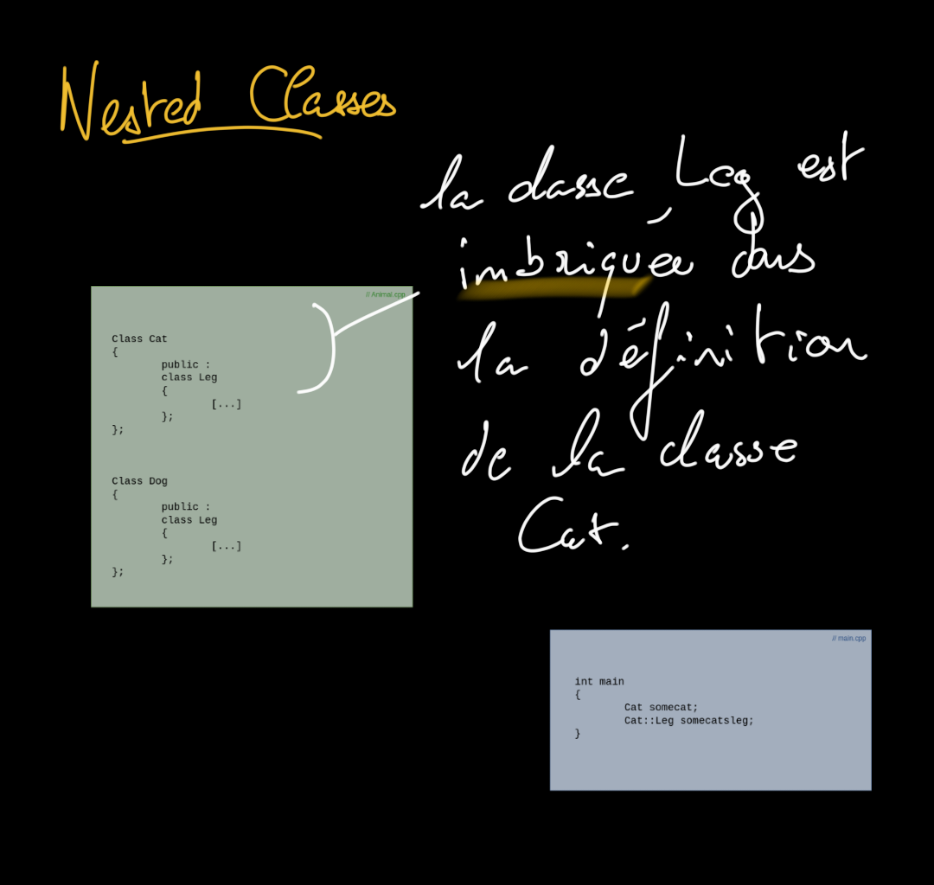 Nested Classes
la classe Leg est
imbriquée dans
la définition
de la classe
Cat.
// Animal.cpp
Class Cat
{
public :
class Leg
{
[...]
};
};
Class Dog
{
public :
class Leg
{
[...]
};
};
// main.cpp
int main
{
Cat somecat;
Cat::Leg somecatsleg;
}